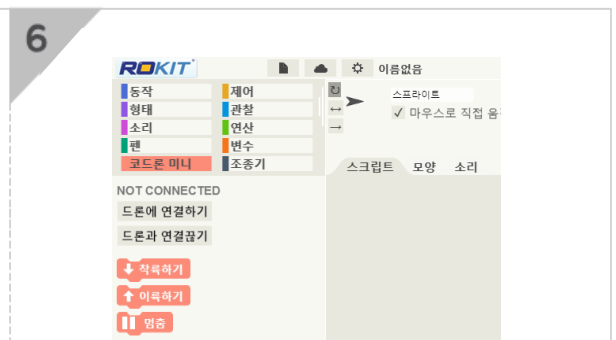 6
ROKIT
이름없음
동작
제어
형태
관찰
소리
연산
펜
변수
코드론 미니
조종기
스프라이트
✓ 마우스로 직접
스크립트 모양 소리
NOT CONNECTED
드론에 연결하기
드론과 연결끊기
착륙하기
이륙하기
멈춤